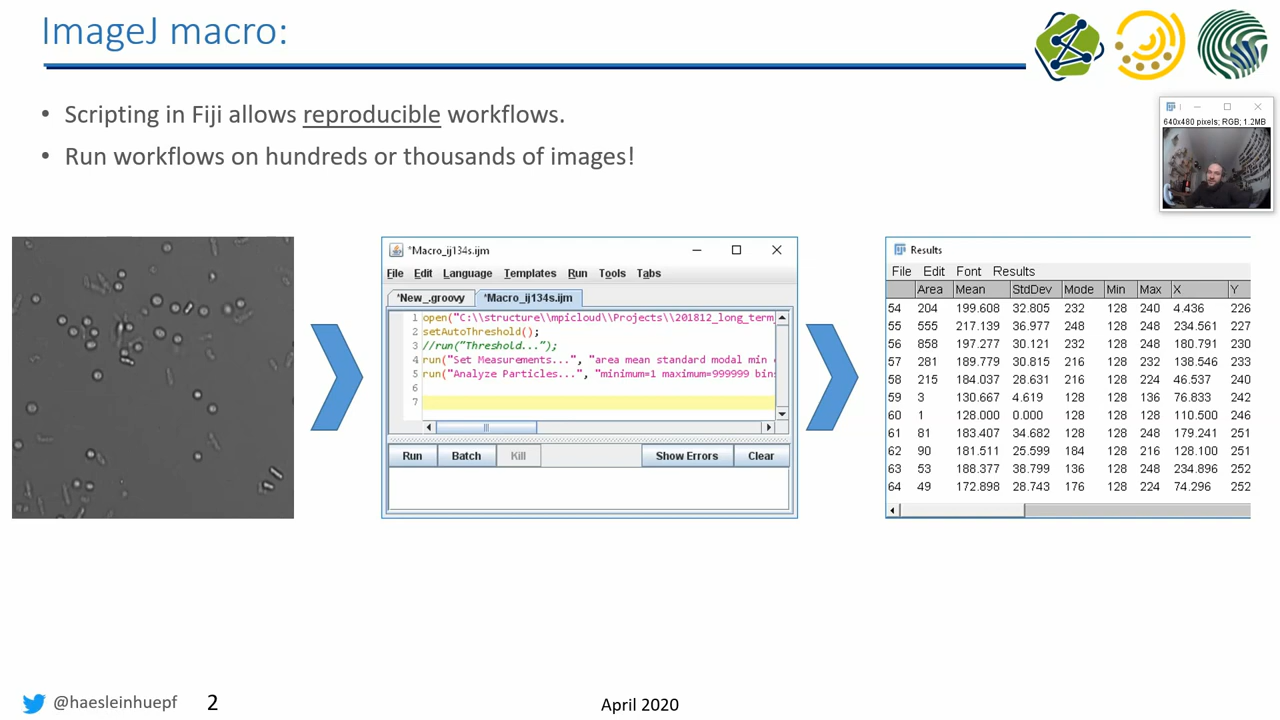 ImageJ macro:
• Scripting in Fiji allows reproducible workflows.
• Run workflows on hundreds or thousands of images!
640x480 pixels; RGB; 1.2MB
*Macro_ij134s.ijm
File Edit Language Templates Run Tools Tabs
*New_.groovy *Macro_ij134s.ijm
1 open("C:\\structure\\mpicloud\\Projects\\201812_long_term_
2 setAutoThreshold();
3 //run("Threshold...");
4 run("Set Measurements...", "area mean standard modal min
5 run("Analyze Particles...", "minimum=1 maximum=999999 bins
6
7
Run Batch Kill Show Errors Clear
Results
File Edit Font Results
Area Mean StdDev Mode Min Max X Y
54 204 199.608 32.805 232 128 240 4.436 226
55 555 217.139 36.977 248 128 248 234.561 227
56 858 197.277 30.121 232 128 248 180.791 230
57 281 189.779 30.815 216 128 232 138.546 233
58 215 184.037 28.631 216 128 224 46.537 240
59 3 130.667 4.619 128 128 136 76.833 242
60 1 128.000 0.000 128 128 128 110.500 246
61 81 183.407 34.682 128 128 248 179.241 251
62 90 181.511 25.599 184 128 216 128.100 251
63 53 188.377 38.799 136 128 248 234.896 252
64 49 172.898 28.743 176 128 224 74.296 252
@haesleinhuepf 2 April 2020